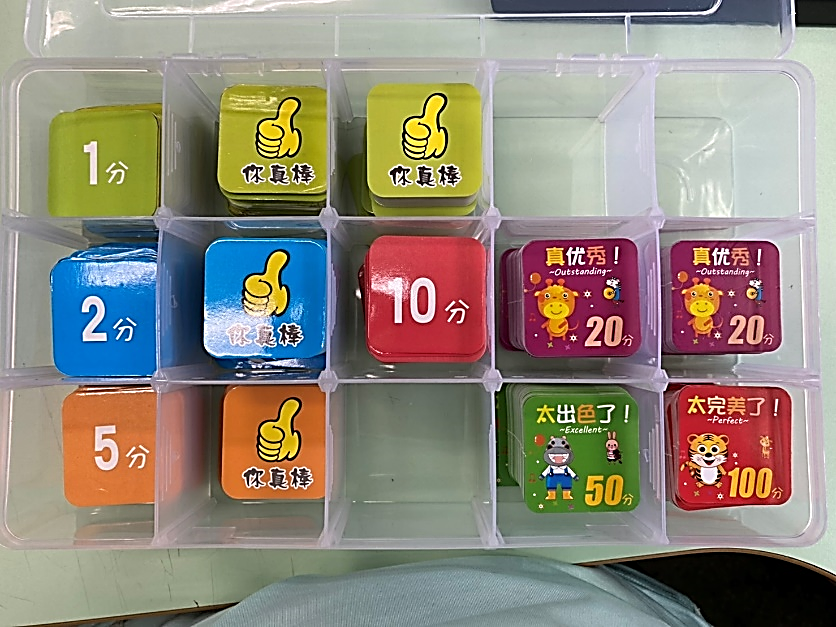 1分
你真棒
你真棒
2分
你真棒
10分
真优秀！
~Outstanding~
20分
真优秀！
~Outstanding~
20分
5分
你真棒
太出色了！
~Excellent~
50分
太完美了！
~Perfect~
100分